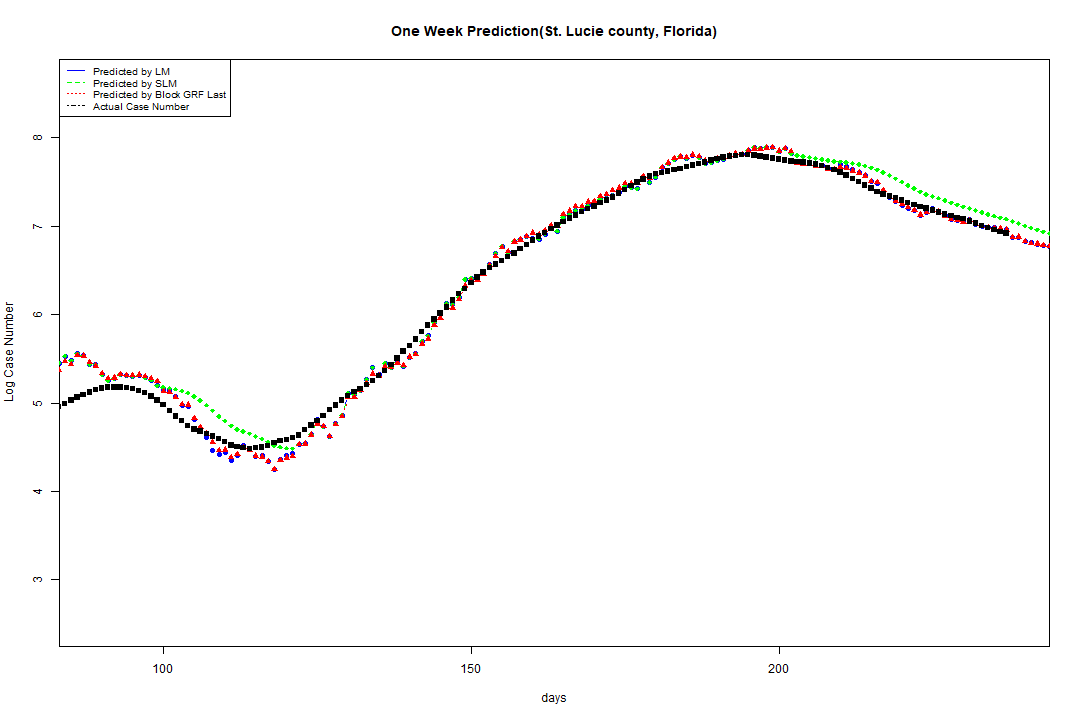 One Week Prediction(St. Lucie county, Florida)
Predicted by LM
Predicted by SLM
Predicted by Block GRF Last
Actual Case Number
8
7
6
5
4
3
Log Case Number
100 150 200
days